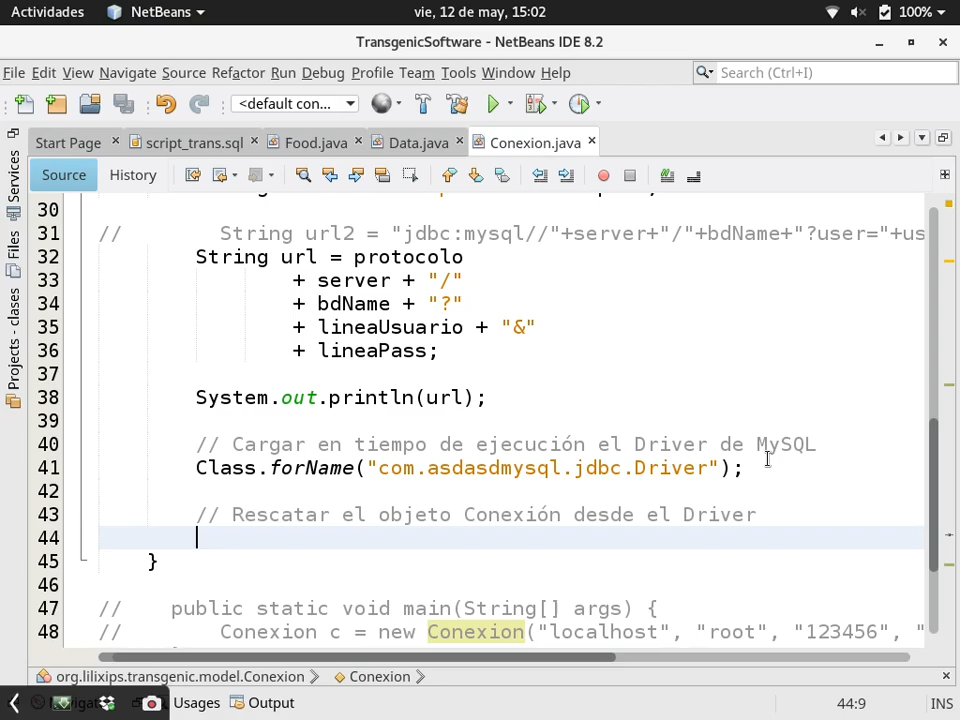 Actividades NetBeans vie, 12 de may, 15:02 100%
TransgenicSoftware - NetBeans IDE 8.2
File Edit View Navigate Source Refactor Run Debug Profile Team Tools Window Help Search (Ctrl+I)
<default con...
Start Page script_trans.sql Food.java Data.java Conexion.java
Source History
Services
Files
Projects - clases
30
31 // String url2 = "jdbc:mysql//"+server+"/"+bdName+"?user="+us
32 String url = protocolo
33 + server + "/"
34 + bdName + "?"
35 + lineaUsuario + "&"
36 + lineaPass;
37
38 System.out.println(url);
39
40 // Cargar en tiempo de ejecución el Driver de MySQL
41 Class.forName("com.asdasdmysql.jdbc.Driver");
42
43 // Rescatar el objeto Conexión desde el Driver
44
45 }
46
47 // public static void main(String[] args) {
48 // Conexion c = new Conexion("localhost", "root", "123456", "
org.lilixips.transgenic.model.Conexion Conexion
Usages Output 44:9 INS